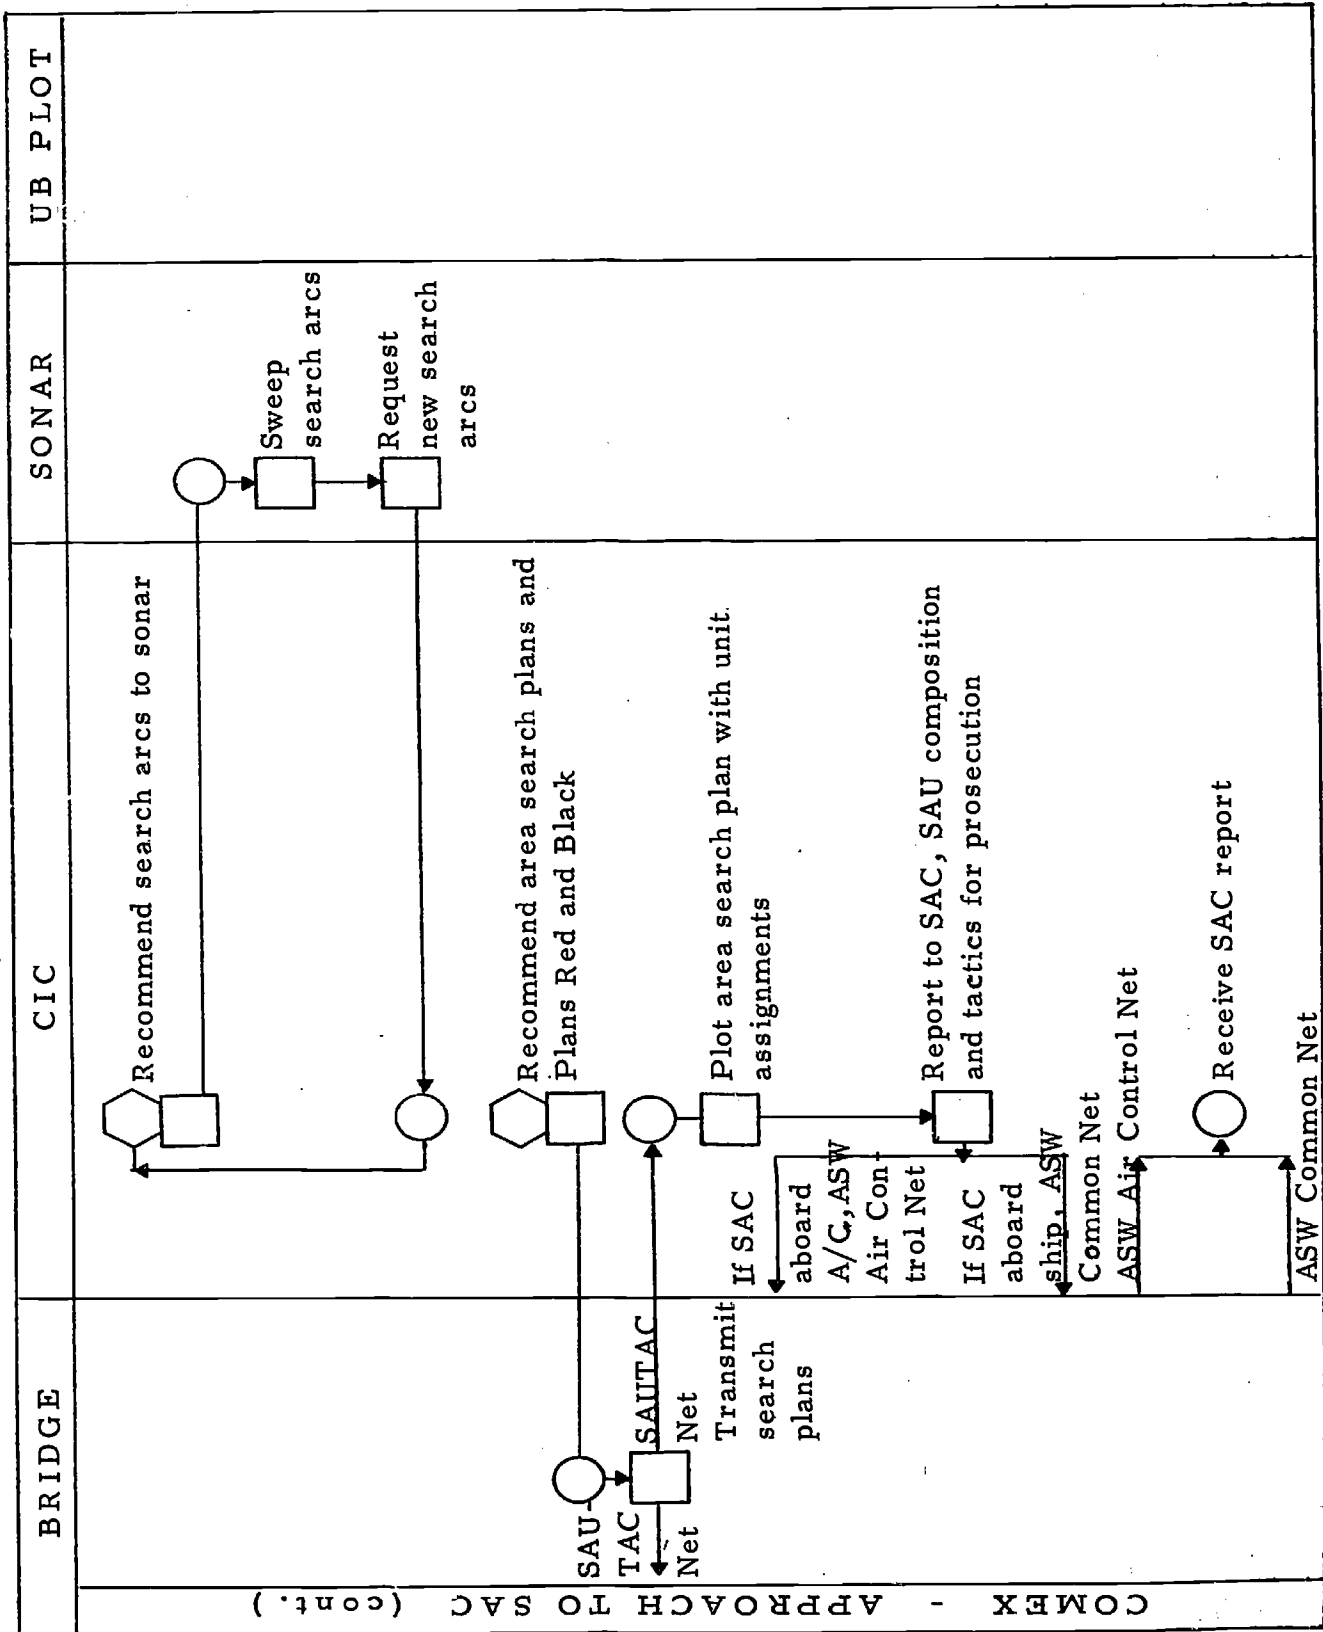 COMEX - APPROACH TO SAC (cont.)
BRIDGE
CIC
SONAR
UB PLOT
Recommend search arcs to sonar
Sweep
search arcs
Request
new search
arcs
Recommend area search plans and
Plans Red and Black
SAU-
TAC
Net
SAUTAC
Net
Transmit
search
plans
Plot area search plan with unit
assignments
Report to SAC, SAU composition
and tactics for prosecution
If SAC
aboard
A/C, ASW
Air Con-
trol Net
If SAC
aboard
ship, ASW
Common Net
ASW Air Control Net
Receive SAC report
ASW Common Net